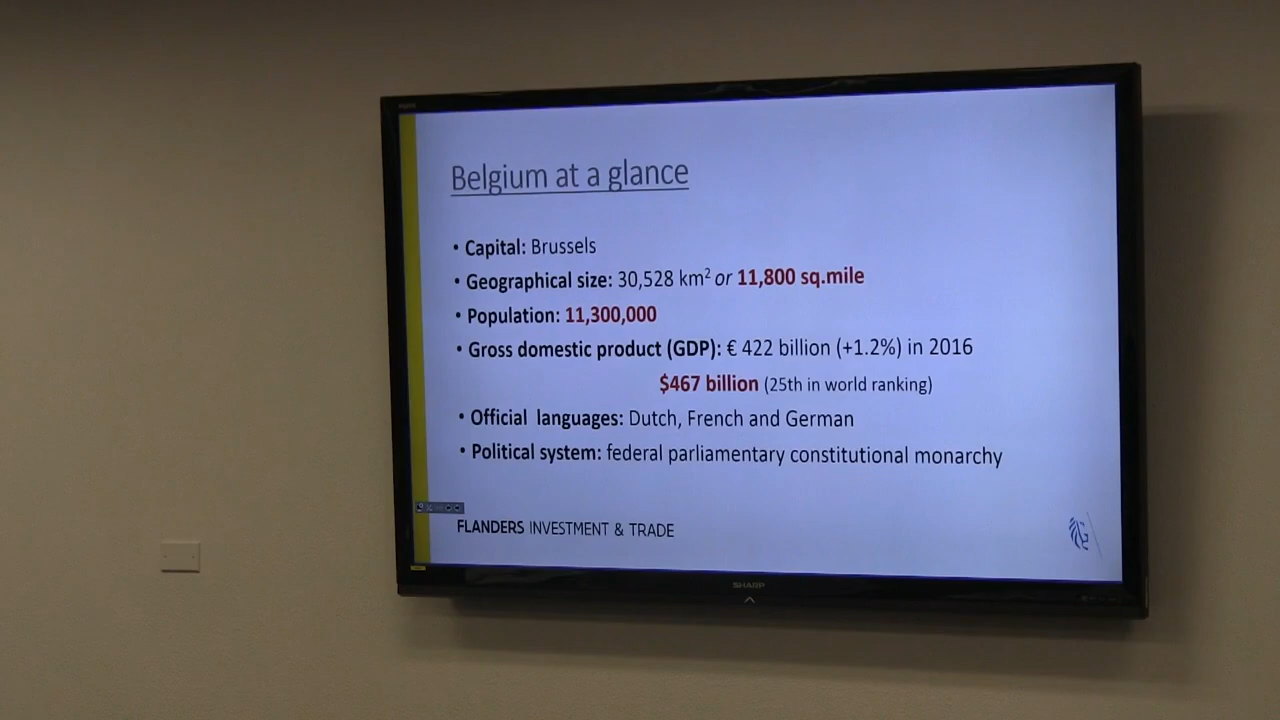 Belgium at a glance
• Capital: Brussels
• Geographical size: 30,528 km² or 11,800 sq.mile
• Population: 11,300,000
• Gross domestic product (GDP): € 422 billion (+1.2%) in 2016
$467 billion (25th in world ranking)
• Official languages: Dutch, French and German
• Political system: federal parliamentary constitutional monarchy
FLANDERS INVESTMENT & TRADE
SHARP